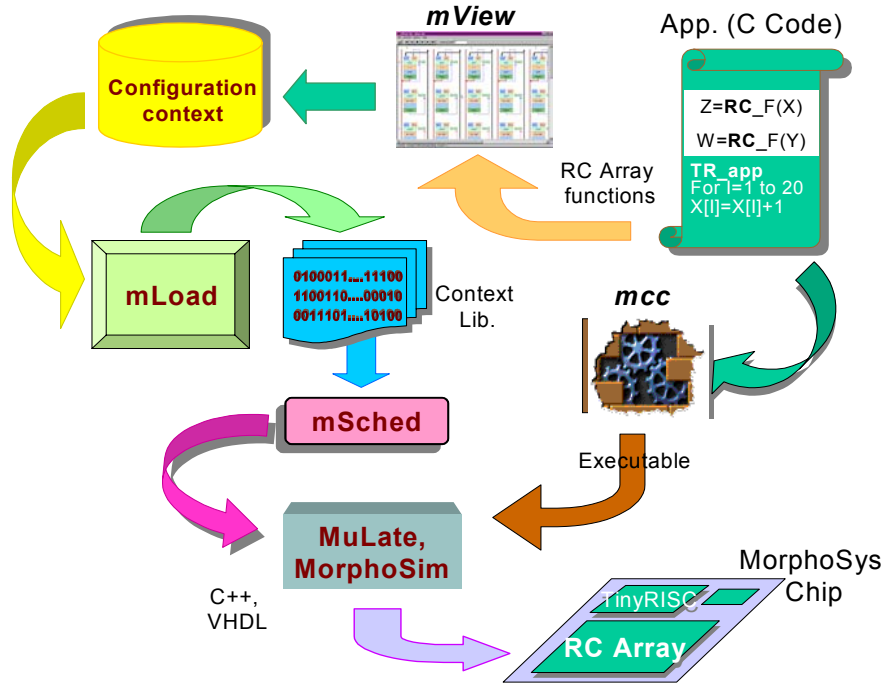 mView
App. (C Code)
Configuration
context
Z=RC_F(X)
W=RC_F(Y)
TR_app
For I=1 to 20
X[I]=X[I]+1
RC Array
functions
mLoad
0100011....11100
1100110....00010
0011101....10100
Context
Lib.
mcc
mSched
Executable
MuLate,
MorphoSim
C++,
VHDL
MorphoSys
Chip
TinyRISC
RC Array